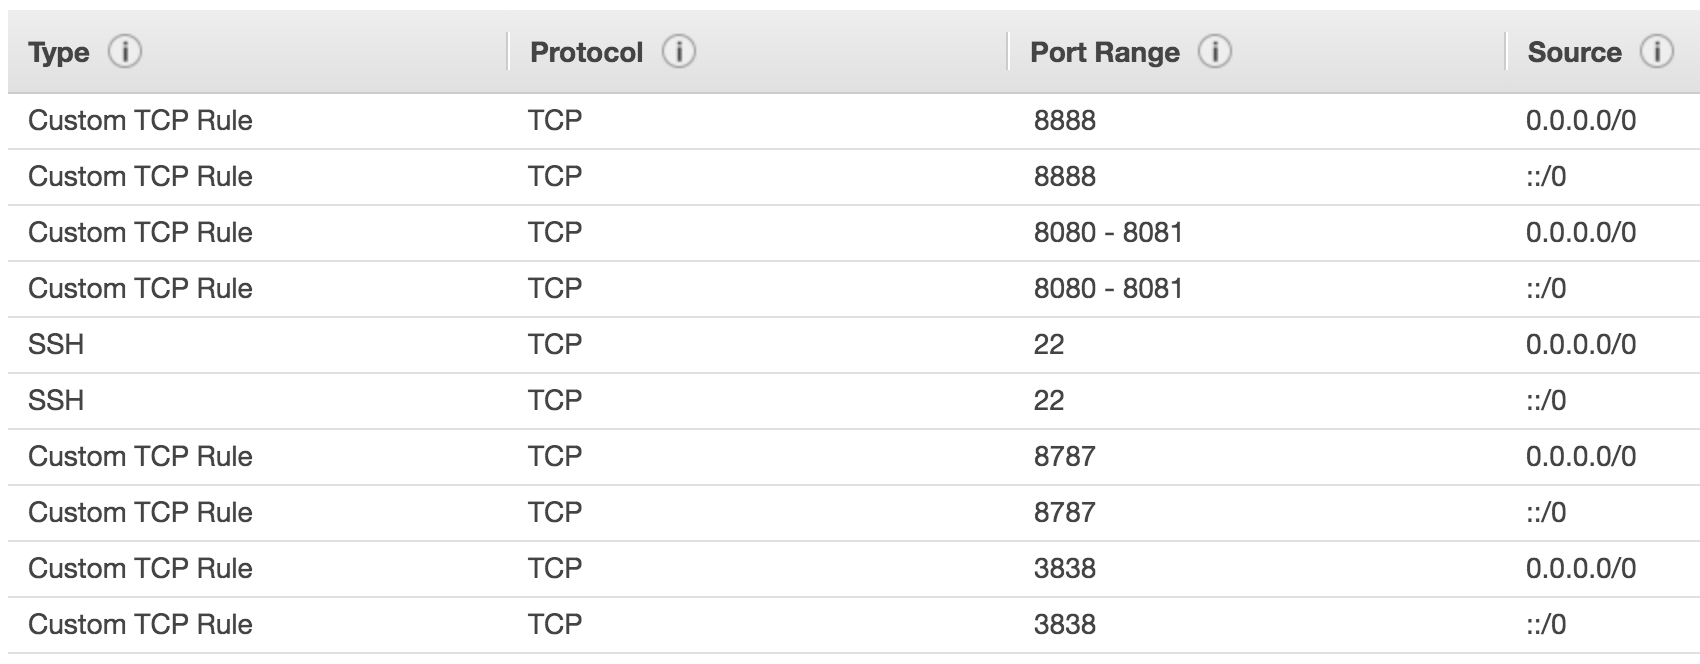 Type Protocol Port Range Source
Custom TCP Rule TCP 8888 0.0.0.0/0
Custom TCP Rule TCP 8888 ::/0
Custom TCP Rule TCP 8080 - 8081 0.0.0.0/0
Custom TCP Rule TCP 8080 - 8081 ::/0
SSH TCP 22 0.0.0.0/0
SSH TCP 22 ::/0
Custom TCP Rule TCP 8787 0.0.0.0/0
Custom TCP Rule TCP 8787 ::/0
Custom TCP Rule TCP 3838 0.0.0.0/0
Custom TCP Rule TCP 3838 ::/0